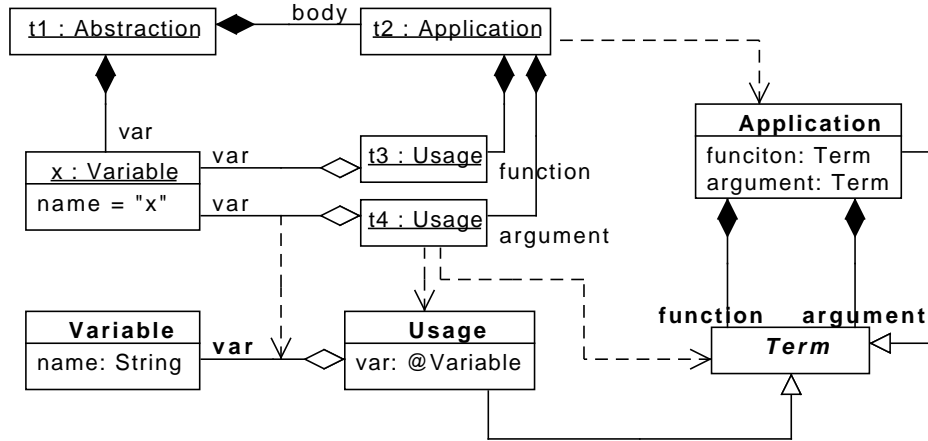 body
t1 : Abstraction
t2 : Application
var
Application
funciton: Term
argument: Term
var
t3 : Usage
function
x : Variable
name = "x"
var
t4 : Usage
argument
function
argument
Variable
name: String
var
Usage
var: @Variable
Term